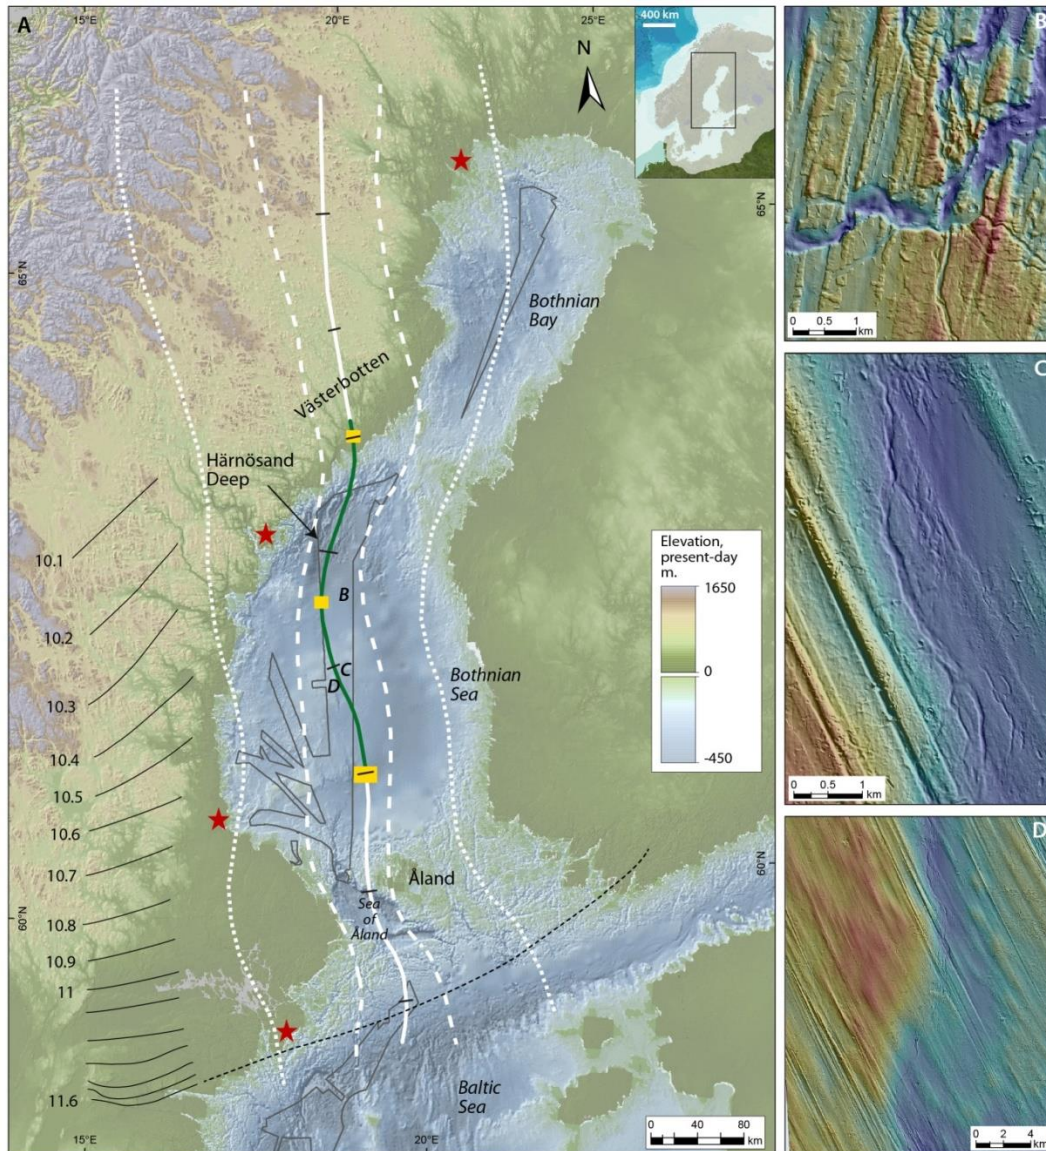 A
15°E
20°E
25°E
400 km
N
65°N
65°N
Bothnian
Bay
Västerbotten
Härnösand
Deep
10.1
B
Elevation,
present-day
m.
1650
0
-450
10.2
C
D
Bothnian
Sea
10.3
10.4
10.5
10.6
10.7
Åland
60°N
60°N
Sea
of
Åland
10.8
10.9
11
11.6
Baltic
Sea
0 20 40 80
km
15°E
20°E
B
0 0.5 1
km
C
0 0.5 1
km
D
0 2 4
km